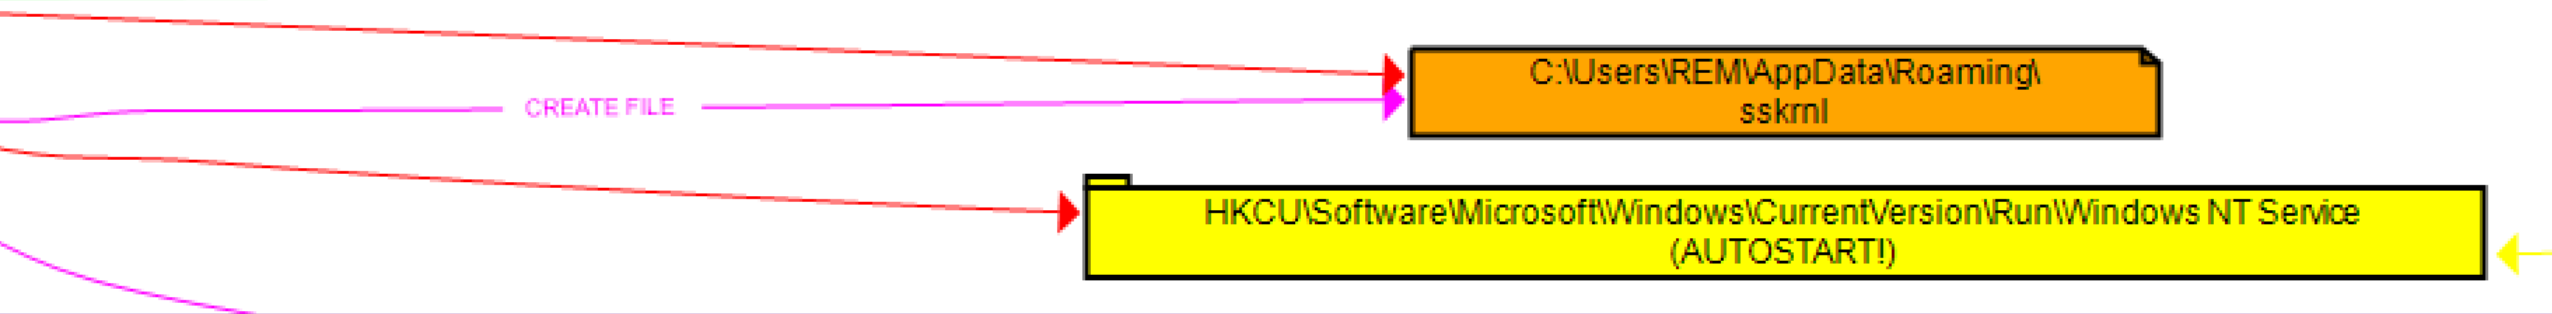 C:\Users\REM\AppData\Roaming\
sskrnl
CREATE FILE
HKCU\Software\Microsoft\Windows\CurrentVersion\Run\Windows NT Service
(AUTOSTART!)